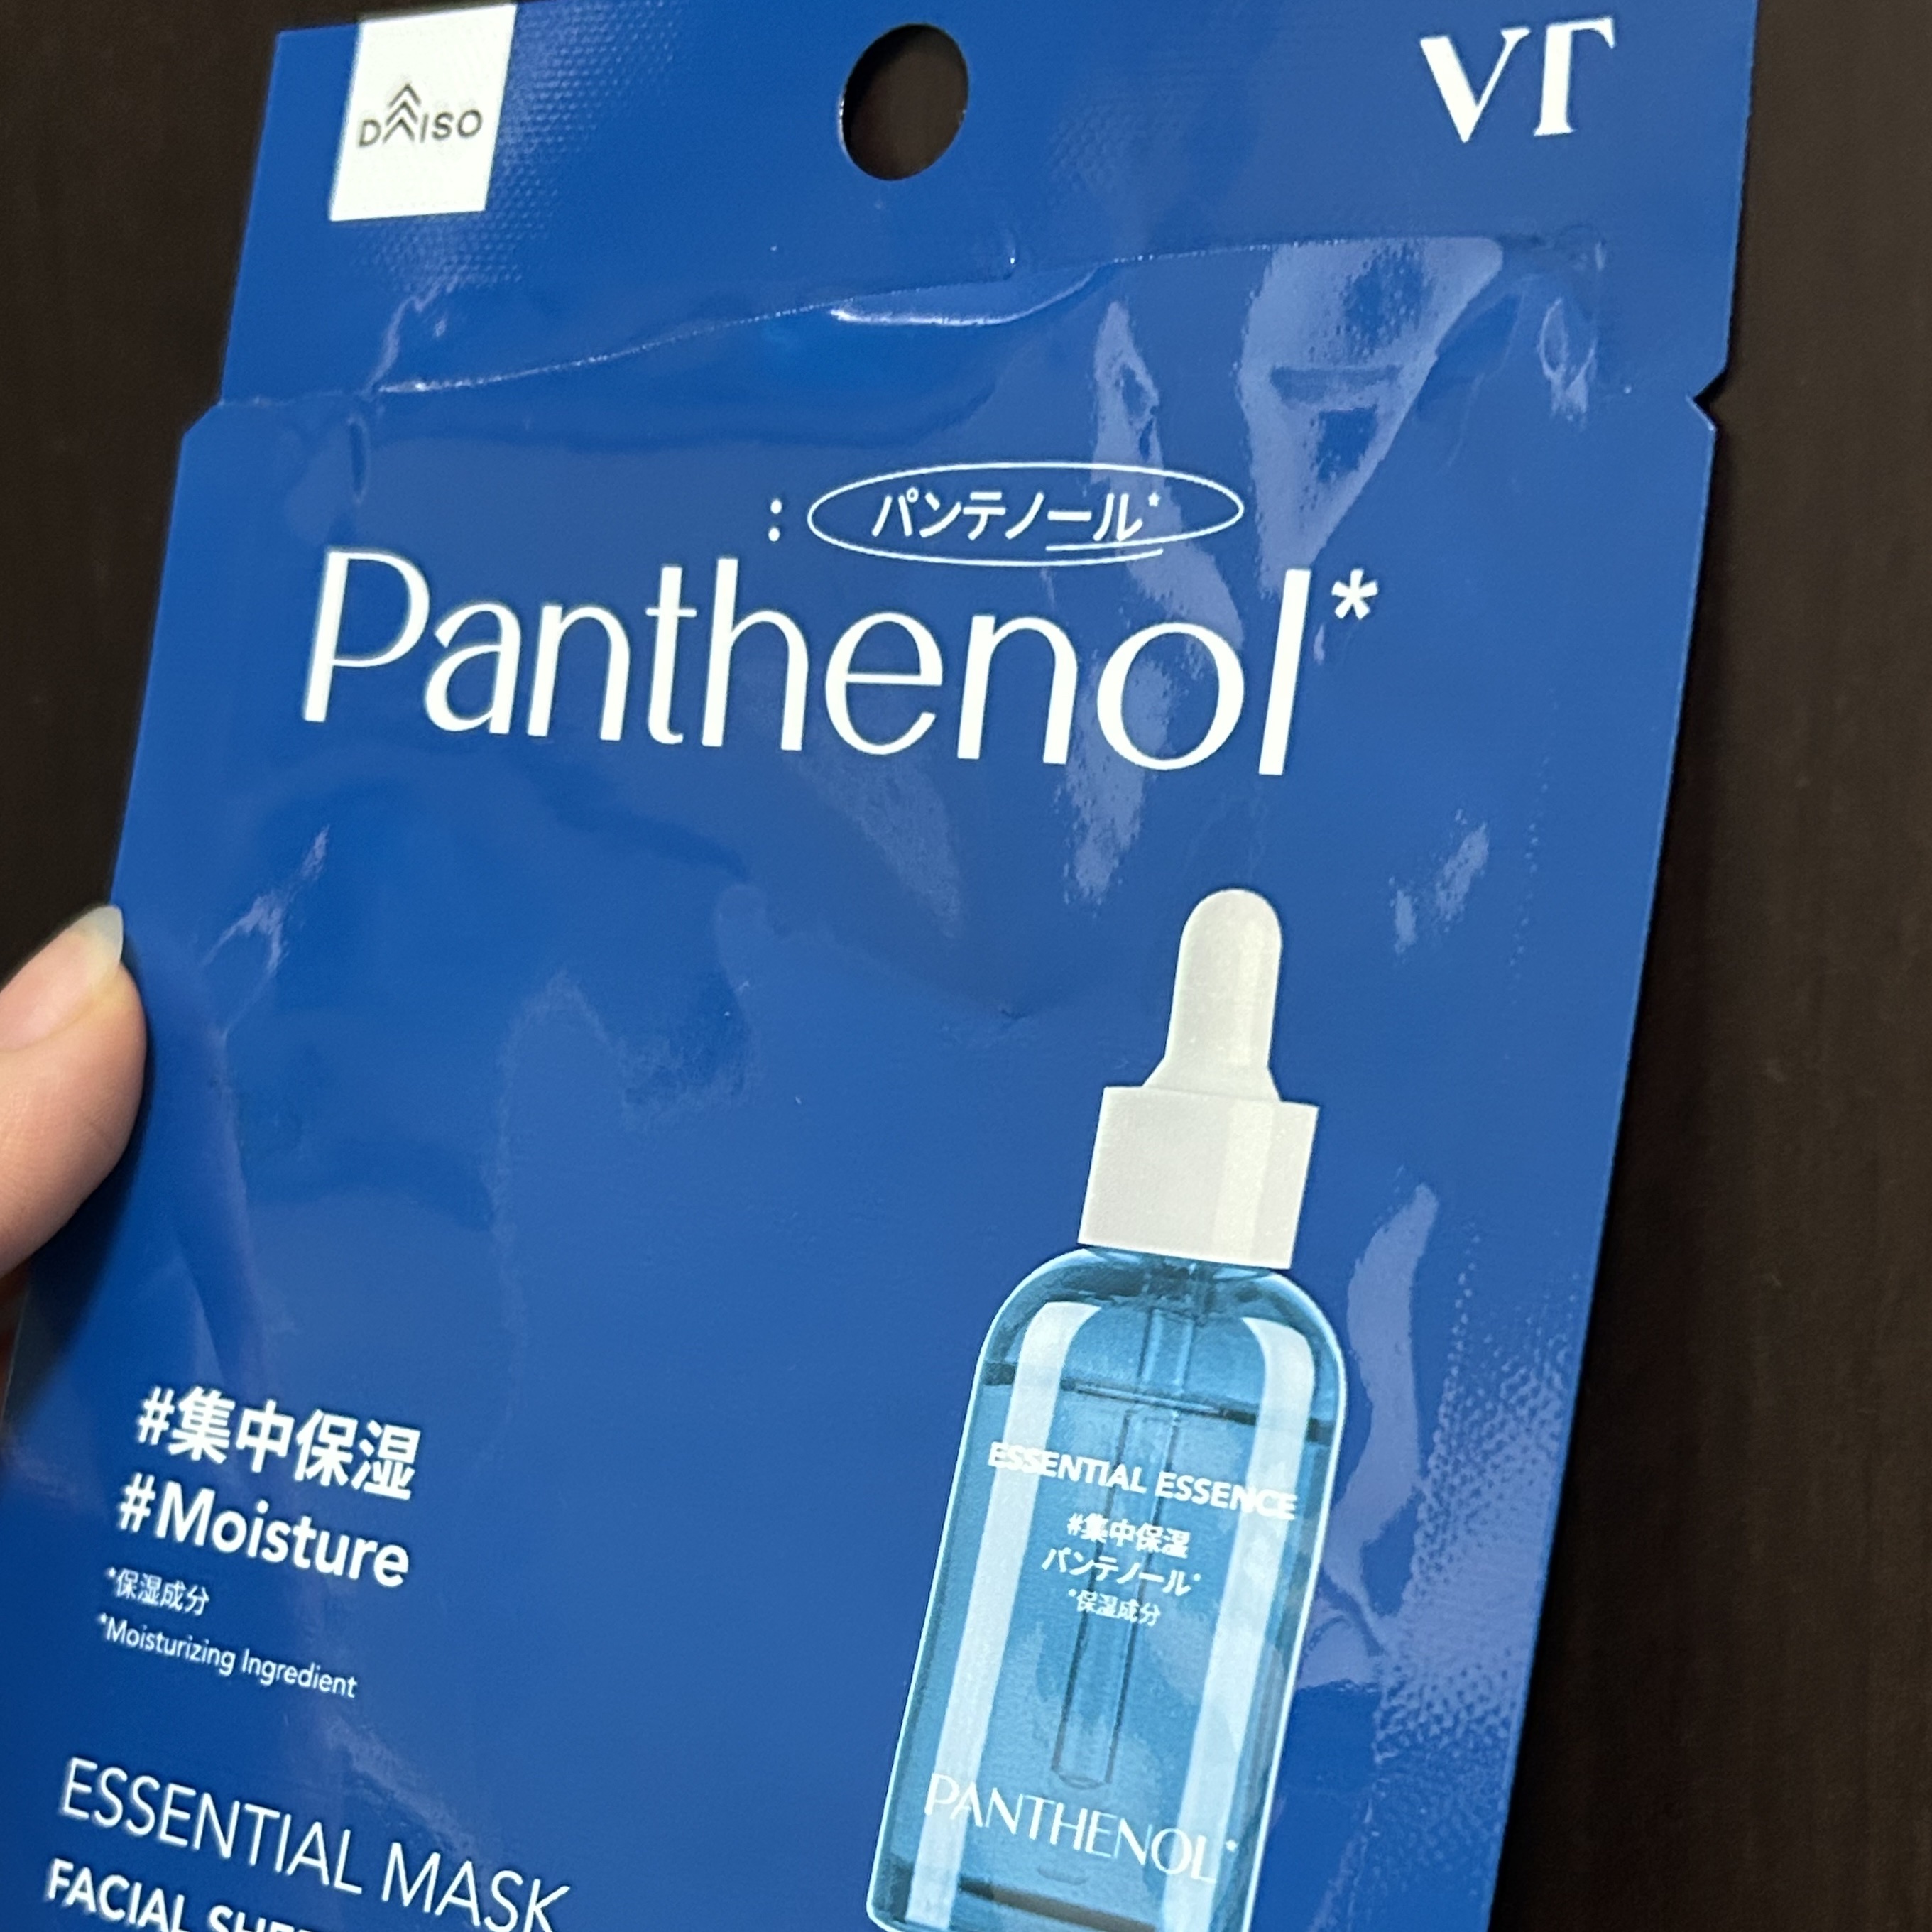 DAISO
VT
: パンテノール*
Panthenol*
#集中保湿
#Moisture
*保湿成分
*Moisturizing Ingredient
ESSENTIAL MASK
FACIAL
ESSENTIAL ESSENCE
#集中保湿
パンテノール*
*保湿成分
PANTHENOL*